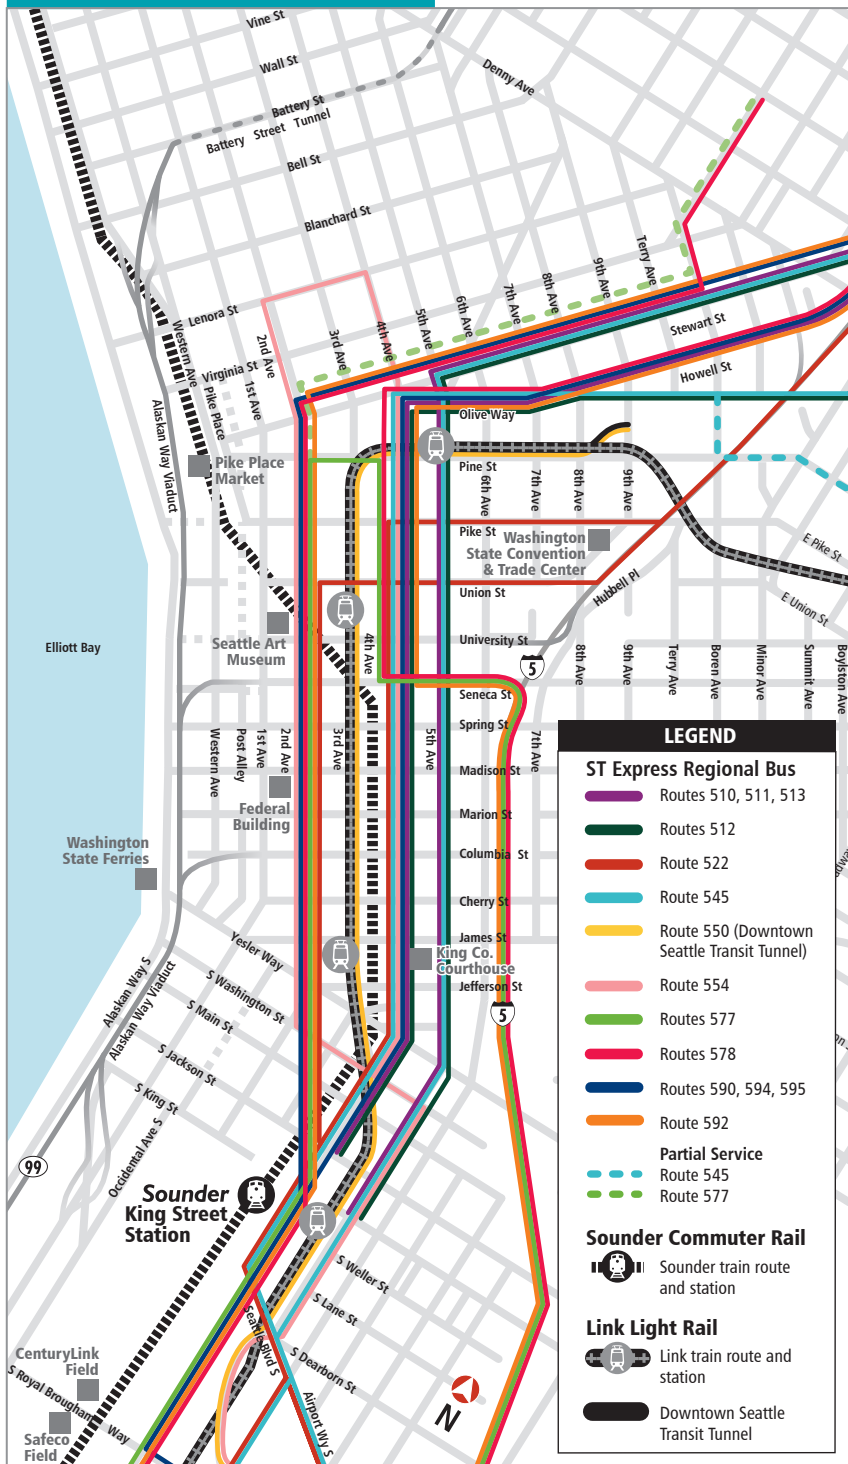 Vine St
Wall St
Denny Ave
Battery St
Battery Street Tunnel
Bell St
Blanchard St
Terry Ave
9th Ave
8th Ave
7th Ave
6th Ave
5th Ave
4th Ave
3rd Ave
2nd Ave
Lenora St
Western Ave
Virginia St
1st Ave
Pike Place
Stewart St
Howell St
Olive Way
Alaskan Way Viaduct
Pike Place
Market
Pine St
6th Ave
7th Ave
8th Ave
9th Ave
Pike St
Washington
State Convention
& Trade Center
E Pike St
Union St
Hubbell Pl
E Union St
Elliott Bay
Seattle Art
Museum
4th Ave
University St
5
8th Ave
9th Ave
Terry Ave
Boren Ave
Minor Ave
Summit Ave
Boylston Ave
Seneca St
Spring St
Western Ave
Post Alley
1st Ave
2nd Ave
3rd Ave
5th Ave
7th Ave
Madison St
Federal
Building
Marion St
Washington
State Ferries
Columbia St
Cherry St
James St
Yesler Way
King Co.
Courthouse
Jefferson St
5
Alaskan Way S
Alaskan Way Viaduct
S Washington St
S Main St
S Jackson St
S King St
Occidental Ave S
99
Sounder
King Street
Station
S Weller St
S Lane St
Seattle Blvd S
S Dearborn St
Airport Wy S
CenturyLink
Field
S Royal Brougham Way
Safeco
Field
N
LEGEND
ST Express Regional Bus
Routes 510, 511, 513
Routes 512
Route 522
Route 545
Route 550 (Downtown
Seattle Transit Tunnel)
Route 554
Routes 577
Routes 578
Routes 590, 594, 595
Route 592
Partial Service
Route 545
Route 577
Sounder Commuter Rail
Sounder train route
and station
Link Light Rail
Link train route and
station
Downtown Seattle
Transit Tunnel